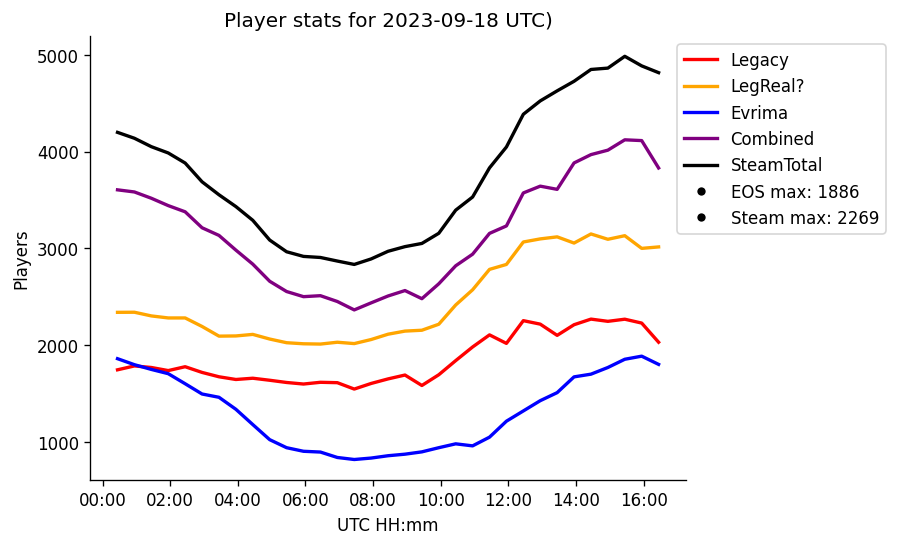 Player stats for 2023-09-18 UTC)
5000
4000
3000
2000
1000
Players
00:00 02:00 04:00 06:00 08:00 10:00 12:00 14:00 16:00
UTC HH:mm
Legacy
LegReal?
Evrima
Combined
SteamTotal
EOS max: 1886
Steam max: 2269